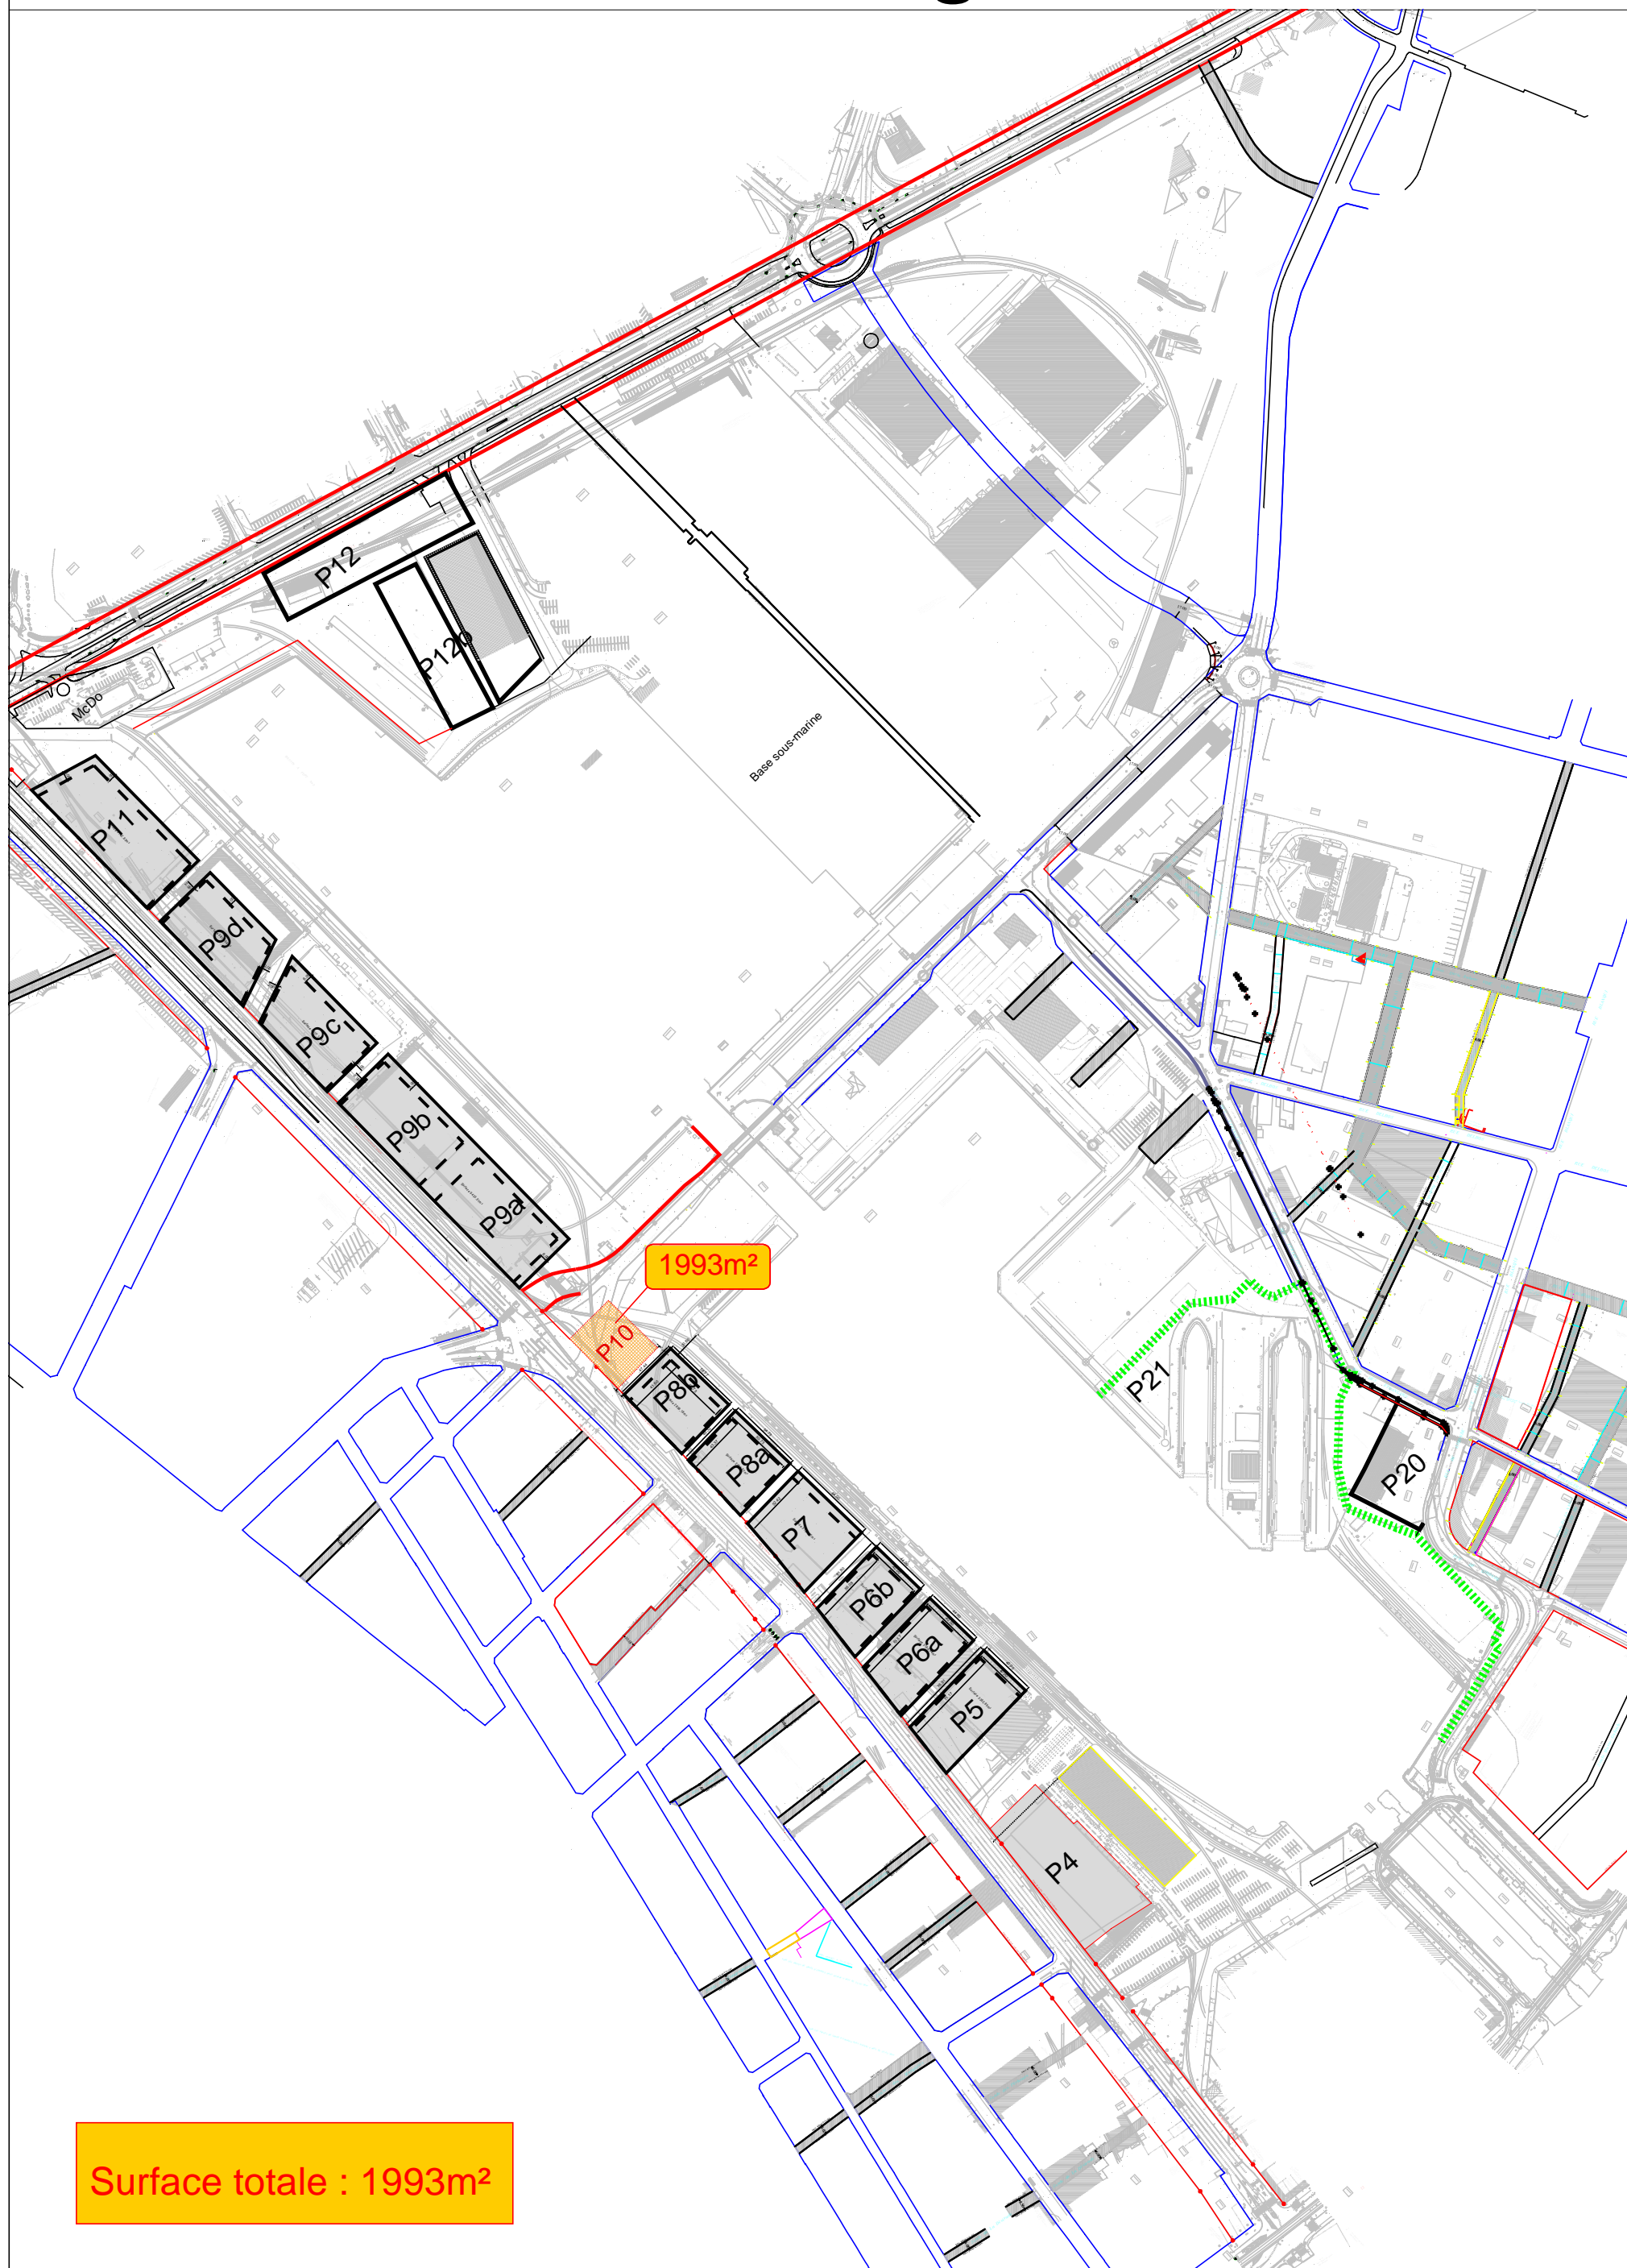 P12
P12b
McDo
Base sous-marine
P11
P9d
P9c
P9b
P9a
1993m²
P10
P8b
P21
P8a
P20
P7
P6b
P6a
P5
P4
Surface totale : 1993m²